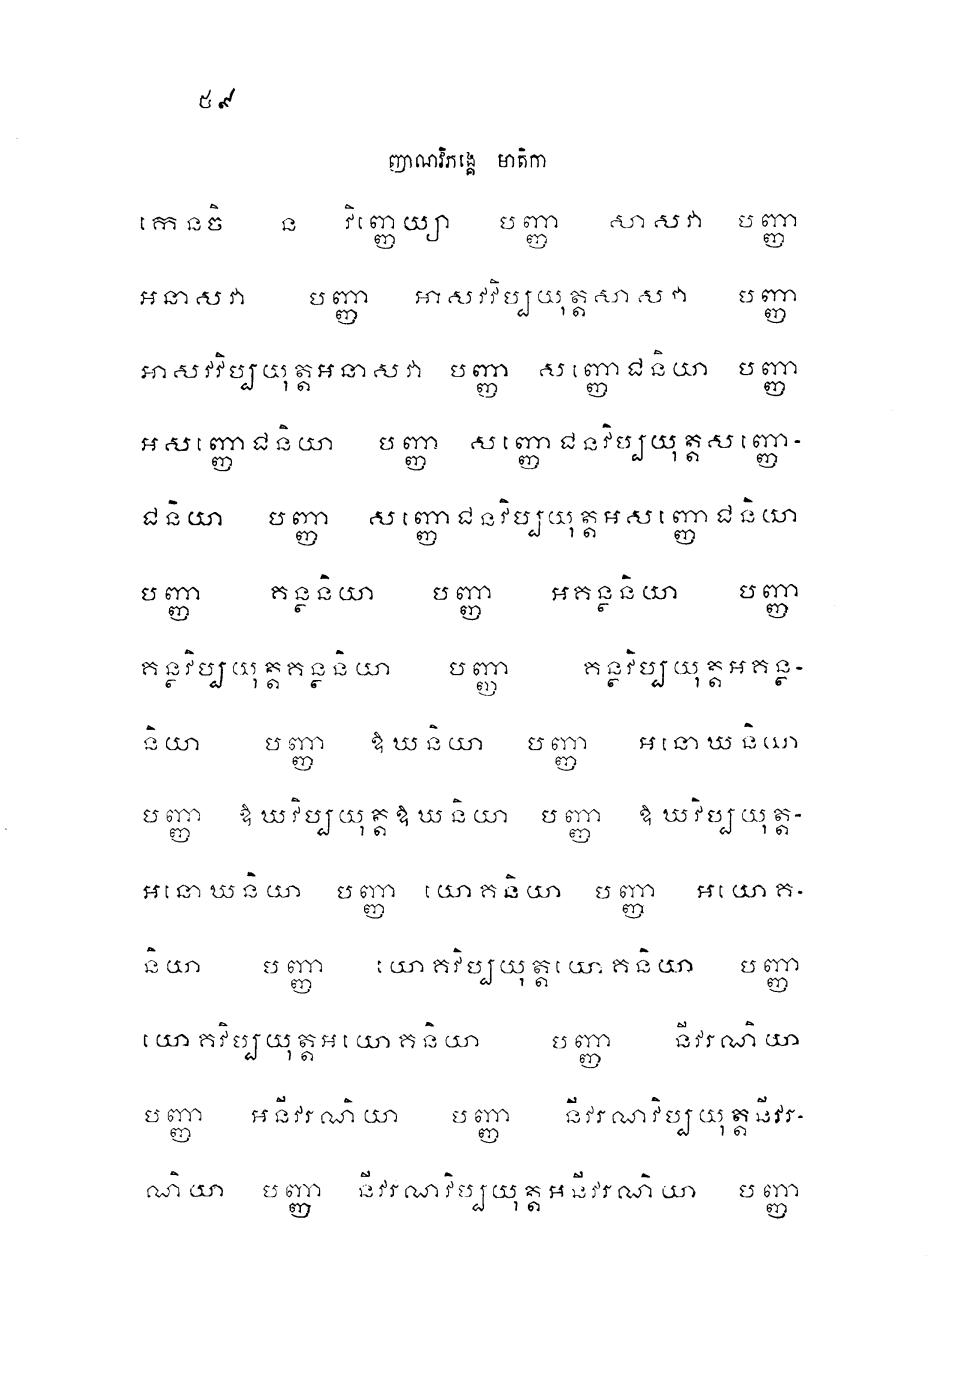 ៥៩
ញាណវិភង្គេ មាតិកា
កេនចិ ន វិញ្ញេយ្យា បញ្ញា សាសវា បញ្ញា
អនាសវា បញ្ញា អាសវវិប្បយុត្តសាសវា បញ្ញា
អាសវវិប្បយុត្តអនាសវា បញ្ញា សញ្ញោជនិយា បញ្ញា
អសញ្ញោជនិយា បញ្ញា សញ្ញោជនវិប្បយុត្តសញ្ញោ-
ជនិយា បញ្ញា សញ្ញោជនវិប្បយុត្តអសញ្ញោជនិយា
បញ្ញា គន្ថនិយា បញ្ញា អគន្ថនិយា បញ្ញា
គន្ថវិប្បយុត្តគន្ថនិយា បញ្ញា គន្ថវិប្បយុត្តអគន្ថ-
និយា បញ្ញា ឱឃនិយា បញ្ញា អនោឃនិយា
បញ្ញា ឱឃវិប្បយុត្តឱឃនិយា បញ្ញា ឱឃវិប្បយុត្ត-
អនោឃនិយា បញ្ញា យោគនិយា បញ្ញា អយោគ-
និយា បញ្ញា យោគវិប្បយុត្តយោគនិយា បញ្ញា
យោគវិប្បយុត្តអយោគនិយា បញ្ញា នីវរណិយា
បញ្ញា អនីវរណិយា បញ្ញា នីវរណវិប្បយុត្តនីវរ-
ណិយា បញ្ញា នីវរណវិប្បយុត្តអនីវរណិយា បញ្ញា